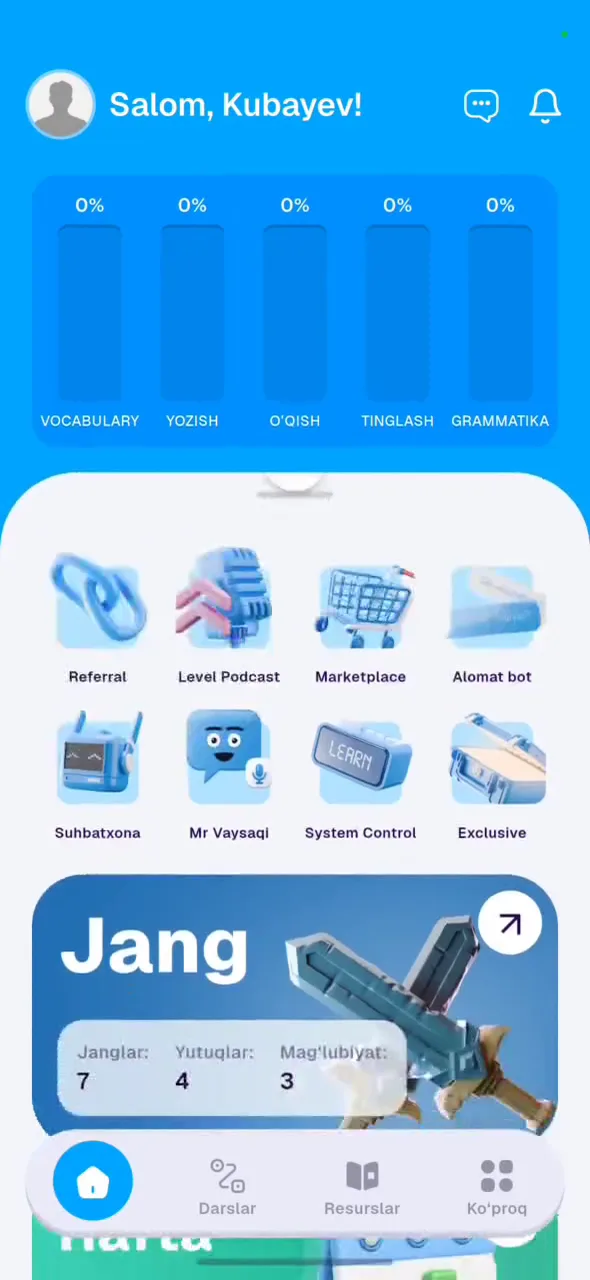 Salom, Kubayev!
0% 0% 0% 0% 0%
VOCABULARY YOZISH O'QISH TINGLASH GRAMMATIKA
Referral Level Podcast Marketplace Alomat bot
LEARN
Suhbatxona Mr Vaysaqi System Control Exclusive
Jang
Janglar: Yutuqlar: Mag'lubiyat:
7 4 3
Darslar Resurslar Ko'proq